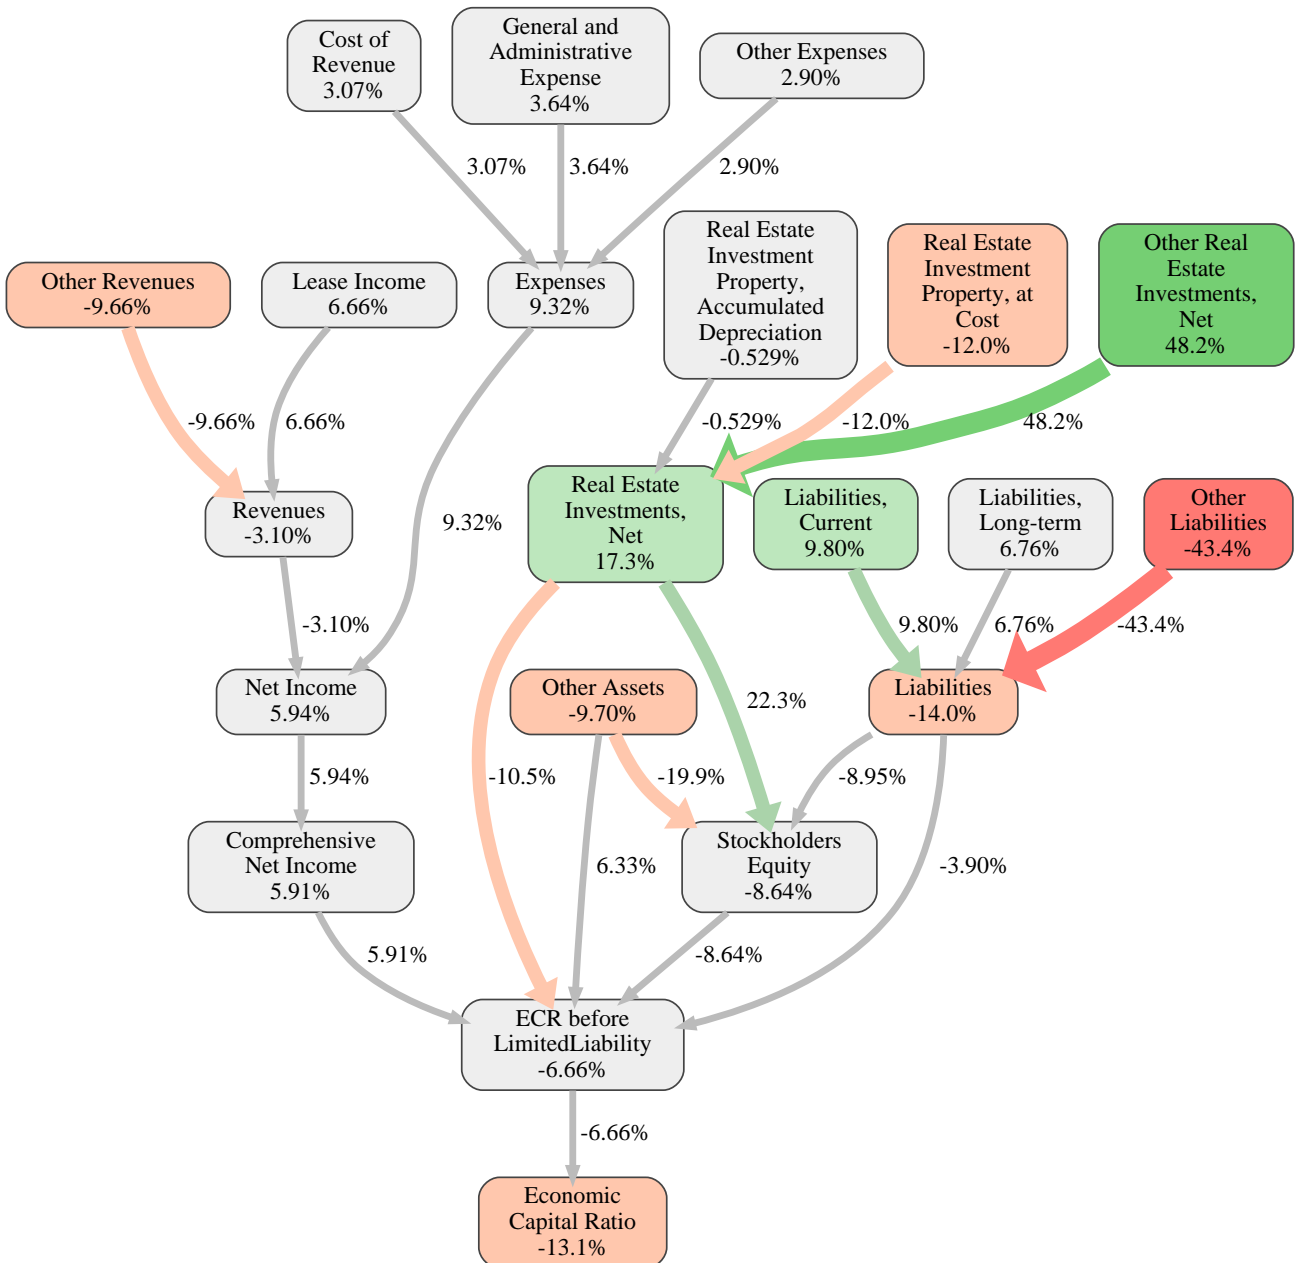 Cost of
Revenue
3.07%
General and
Administrative
Expense
3.64%
Other Expenses
2.90%
3.07%
3.64%
2.90%
Other Revenues
-9.66%
Lease Income
6.66%
Expenses
9.32%
Real Estate
Investment
Property,
Accumulated
Depreciation
-0.529%
Real Estate
Investment
Property, at
Cost
-12.0%
Other Real
Estate
Investments,
Net
48.2%
-9.66%
6.66%
-0.529%
-12.0%
48.2%
Revenues
-3.10%
9.32%
Real Estate
Investments,
Net
17.3%
Liabilities,
Current
9.80%
Liabilities,
Long-term
6.76%
Other
Liabilities
-43.4%
-3.10%
9.80%
6.76%
-43.4%
Net Income
5.94%
Other Assets
-9.70%
22.3%
Liabilities
-14.0%
5.94%
-10.5%
-19.9%
-8.95%
Comprehensive
Net Income
5.91%
6.33%
Stockholders
Equity
-8.64%
-3.90%
5.91%
-8.64%
ECR before
LimitedLiability
-6.66%
-6.66%
Economic
Capital Ratio
-13.1%